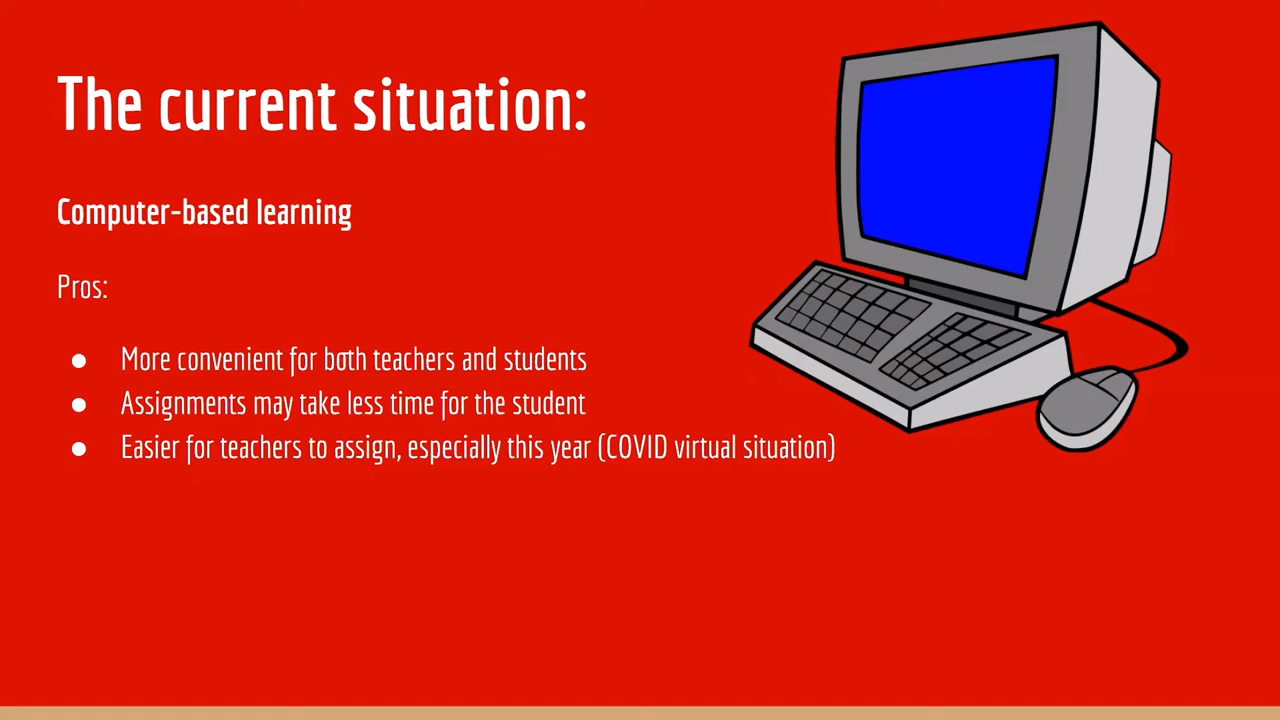 The current situation:
Computer-based learning
Pros:
● More convenient for both teachers and students
● Assignments may take less time for the student
● Easier for teachers to assign, especially this year (COVID virtual situation)